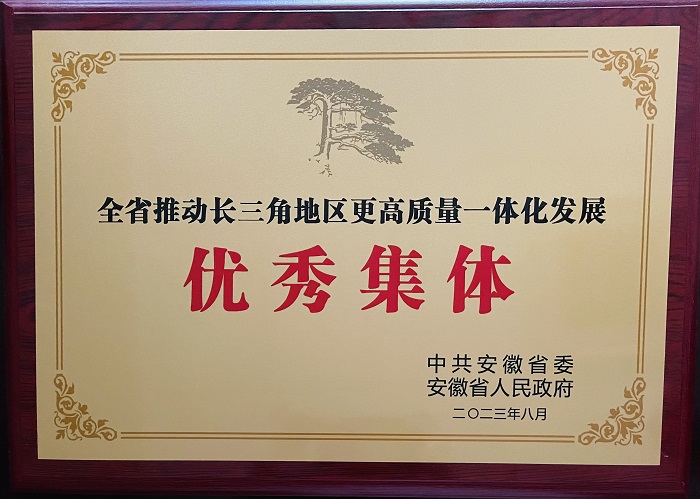 全省推动长三角地区更高质量一体化发展
优秀集体
中共安徽省委
安徽省人民政府
二〇二三年八月